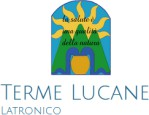 la salute è
una qualità
della natura
TERME LUCANE
LATRONICO